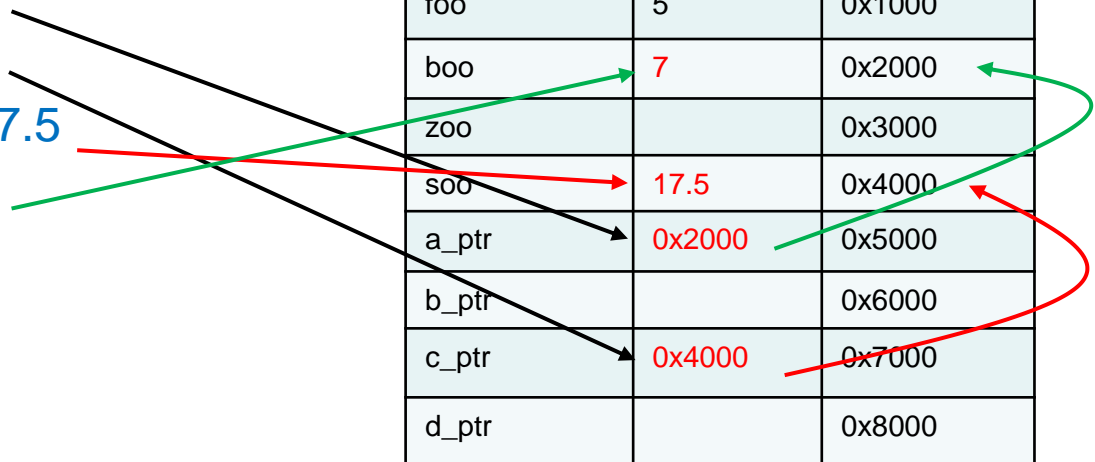 foo 5 0x1000
boo 7 0x2000
7.5
zoo 0x3000
soo 17.5 0x4000
a_ptr 0x2000 0x5000
b_ptr 0x6000
c_ptr 0x4000 0x7000
d_ptr 0x8000